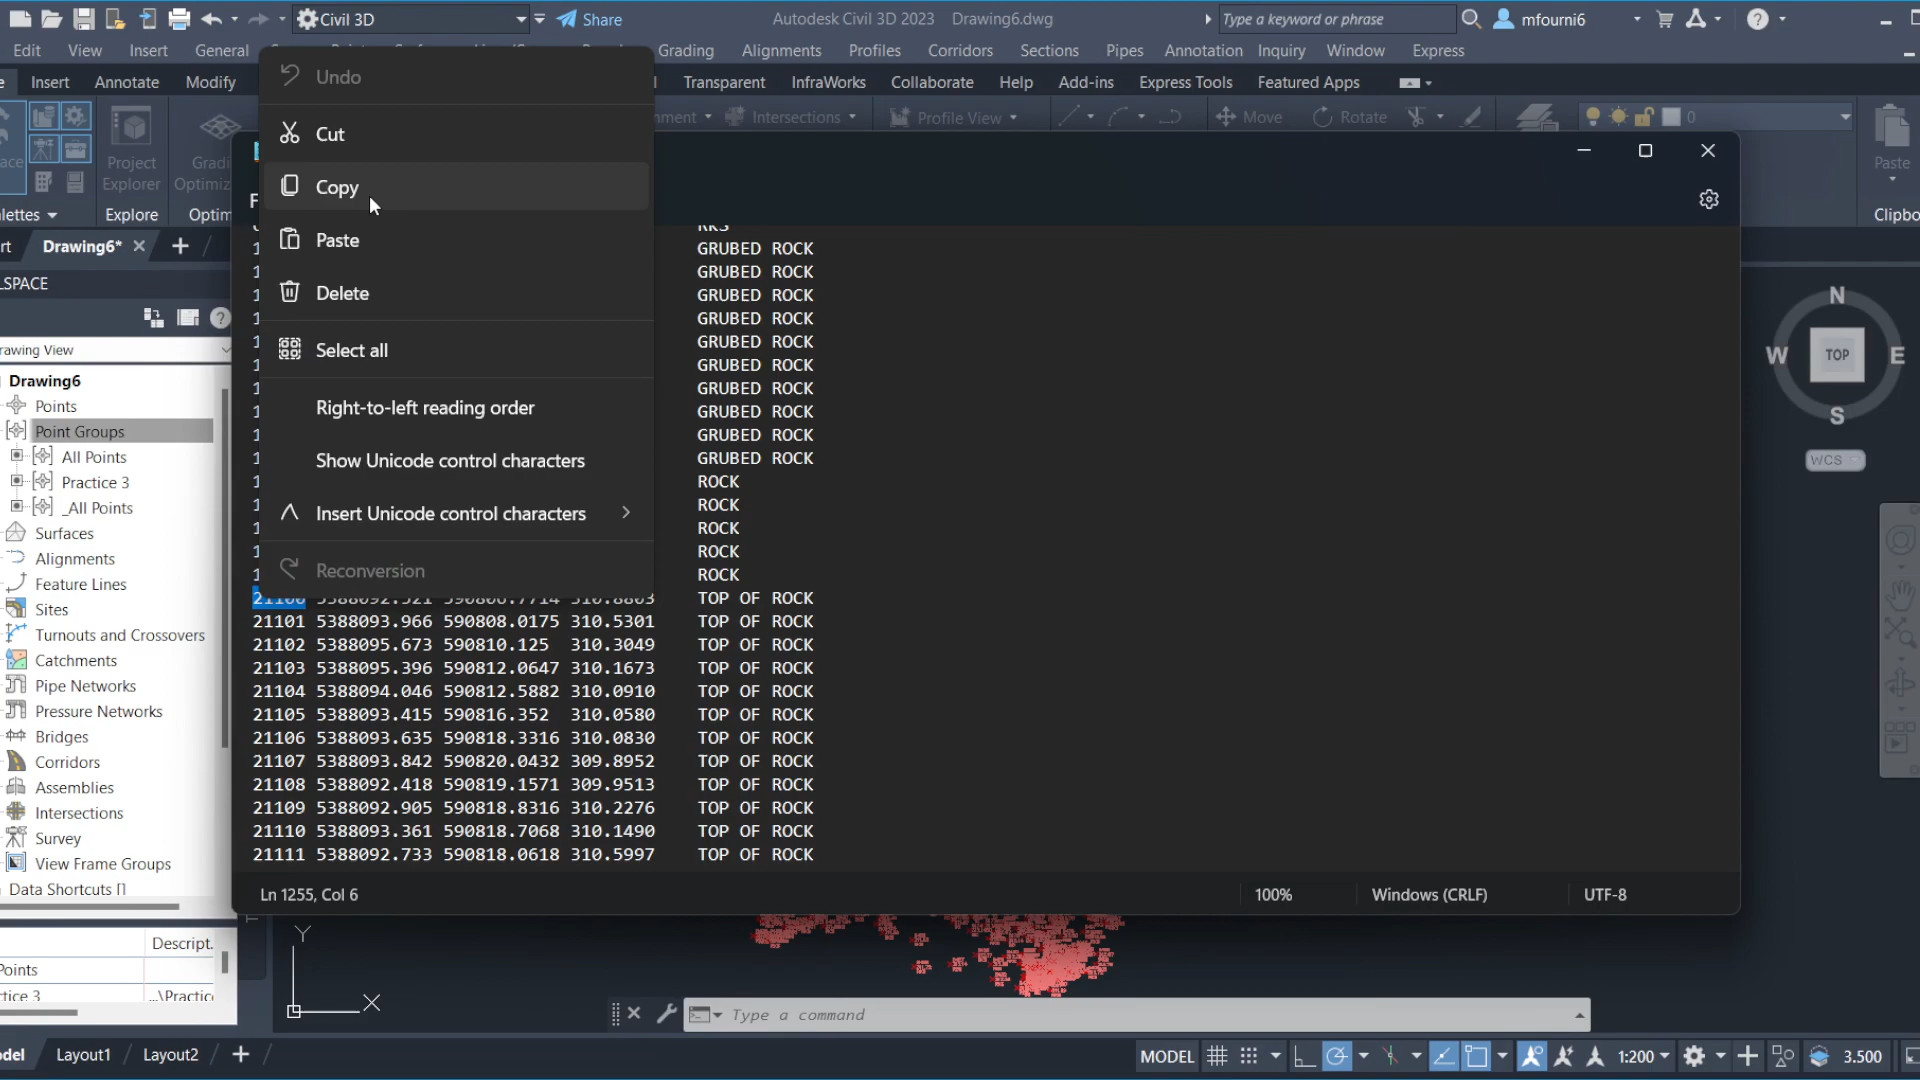 Civil 3D
Share
Autodesk Civil 3D 2023 Drawing6.dwg
Type a keyword or phrase
mfourni6
Edit View Insert General Grading Alignments Profiles Corridors Sections Pipes Annotation Inquiry Window Express
Insert Annotate Modify Transparent InfraWorks Collaborate Help Add-ins Express Tools Featured Apps
Intersections Profile View Move Rotate 0
Project
Explorer
Paste
Explore
Drawing6*
Undo
Cut
Copy
Paste
Delete
Select all
Right-to-left reading order
Show Unicode control characters
Insert Unicode control characters
Reconversion
Drawing6
Points
Point Groups
All Points
Practice 3
_All Points
Surfaces
Alignments
Feature Lines
Sites
Turnouts and Crossovers
Catchments
Pipe Networks
Pressure Networks
Bridges
Corridors
Assemblies
Intersections
Survey
View Frame Groups
Data Shortcuts []
GRUBED ROCK
GRUBED ROCK
GRUBED ROCK
GRUBED ROCK
GRUBED ROCK
GRUBED ROCK
GRUBED ROCK
GRUBED ROCK
GRUBED ROCK
GRUBED ROCK
ROCK
ROCK
ROCK
ROCK
ROCK
21100 5388092.521 590806.7714 310.8803 TOP OF ROCK
21101 5388093.966 590808.0175 310.5301 TOP OF ROCK
21102 5388095.673 590810.125 310.3049 TOP OF ROCK
21103 5388095.396 590812.0647 310.1673 TOP OF ROCK
21104 5388094.046 590812.5882 310.0910 TOP OF ROCK
21105 5388093.415 590816.352 310.0580 TOP OF ROCK
21106 5388093.635 590818.3316 310.0830 TOP OF ROCK
21107 5388093.842 590820.0432 309.8952 TOP OF ROCK
21108 5388092.418 590819.1571 309.9513 TOP OF ROCK
21109 5388092.905 590818.8316 310.2276 TOP OF ROCK
21110 5388093.361 590818.7068 310.1490 TOP OF ROCK
21111 5388092.733 590818.0618 310.5997 TOP OF ROCK
Ln 1255, Col 6 100% Windows (CRLF) UTF-8
N
W TOP E
S
WCS
Descript.
Y
X
Type a command
Layout1 Layout2
MODEL 1:200 3.500